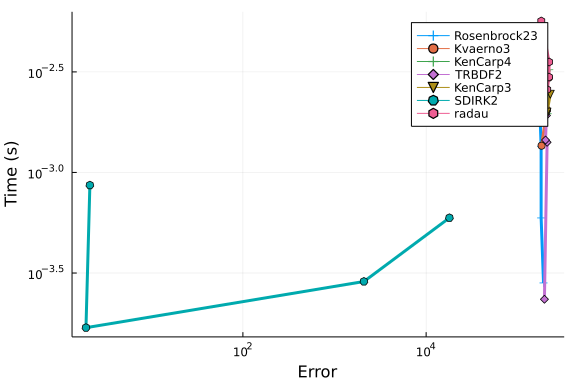 Rosenbrock23
Kvaerno3
KenCarp4
TRBDF2
KenCarp3
SDIRK2
radau
10^-2.5
10^-3.0
10^-3.5
Time (s)
10^2
10^4
Error